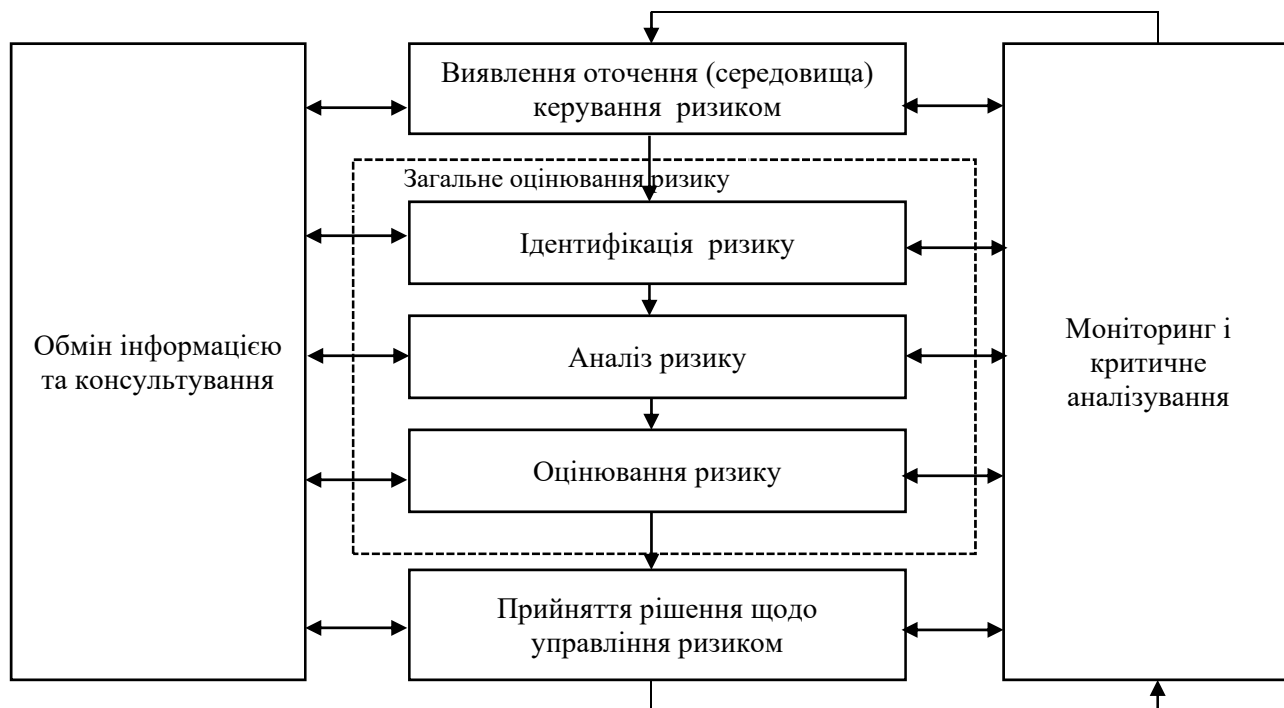 Виявлення оточення (середовища)
керування ризиком
Загальне оцінювання ризику
Ідентифікація ризику
Обмін інформацією
та консультування
Аналіз ризику
Моніторинг і
критичне
аналізування
Оцінювання ризику
Прийняття рішення щодо
управління ризиком